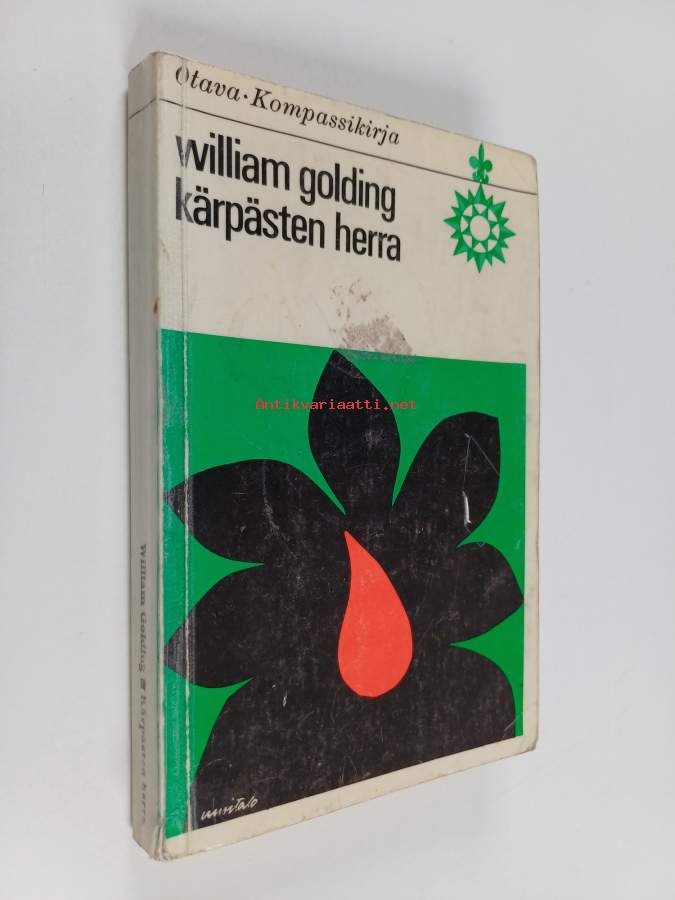 Otava · Kompassikirja
william golding
kärpästen herra
Antikvariaatti.net
William Golding kärpästen herra